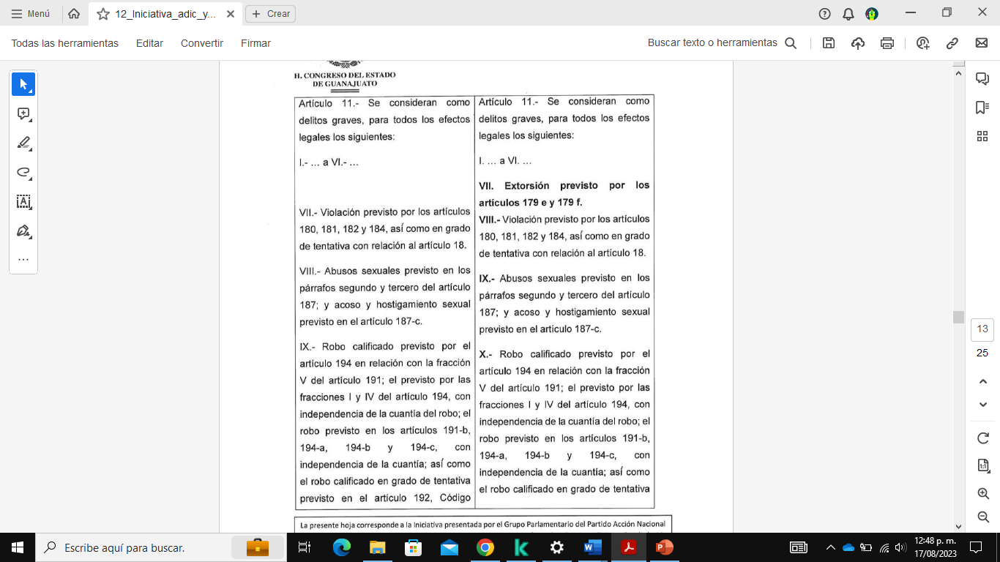 Menú
12_Iniciativa_adic_y...
Crear
Todas las herramientas
Editar
Convertir
Firmar
Buscar texto o herramientas
H. CONGRESO DEL ESTADO
DE GUANAJUATO
Artículo 11.- Se consideran como
delitos graves, para todos los efectos
legales los siguientes:
I.- ... a VI.- ...
VII.- Violación previsto por los artículos
180, 181, 182 y 184, así como en grado
de tentativa con relación al artículo 18.
VIII.- Abusos sexuales previsto en los
párrafos segundo y tercero del artículo
187; y acoso y hostigamiento sexual
previsto en el artículo 187-c.
IX.- Robo calificado previsto por el
artículo 194 en relación con la fracción
V del artículo 191; el previsto por las
fracciones I y IV del artículo 194, con
independencia de la cuantía del robo; el
robo previsto en los artículos 191-b,
194-a, 194-b y 194-c, con
independencia de la cuantía; así como
el robo calificado en grado de tentativa
previsto en el artículo 192, Código
Artículo 11.- Se consideran como
delitos graves, para todos los efectos
legales los siguientes:
I. ... a VI. ...
VII. Extorsión previsto por los
artículos 179 e y 179 f.
VIII.- Violación previsto por los artículos
180, 181, 182 y 184, así como en grado
de tentativa con relación al artículo 18.
IX.- Abusos sexuales previsto en los
párrafos segundo y tercero del artículo
187; y acoso y hostigamiento sexual
previsto en el artículo 187-c.
X.- Robo calificado previsto por el
artículo 194 en relación con la fracción
V del artículo 191; el previsto por las
fracciones I y IV del artículo 194, con
independencia de la cuantía del robo; el
robo previsto en los artículos 191-b,
194-a, 194-b y 194-c, con
independencia de la cuantía; así como
el robo calificado en grado de tentativa
La presente hoja corresponde a la Iniciativa presentada por el Grupo Parlamentario del Partido Acción Nacional
13
25
Escribe aquí para buscar.
12:48 p. m.
17/08/2023